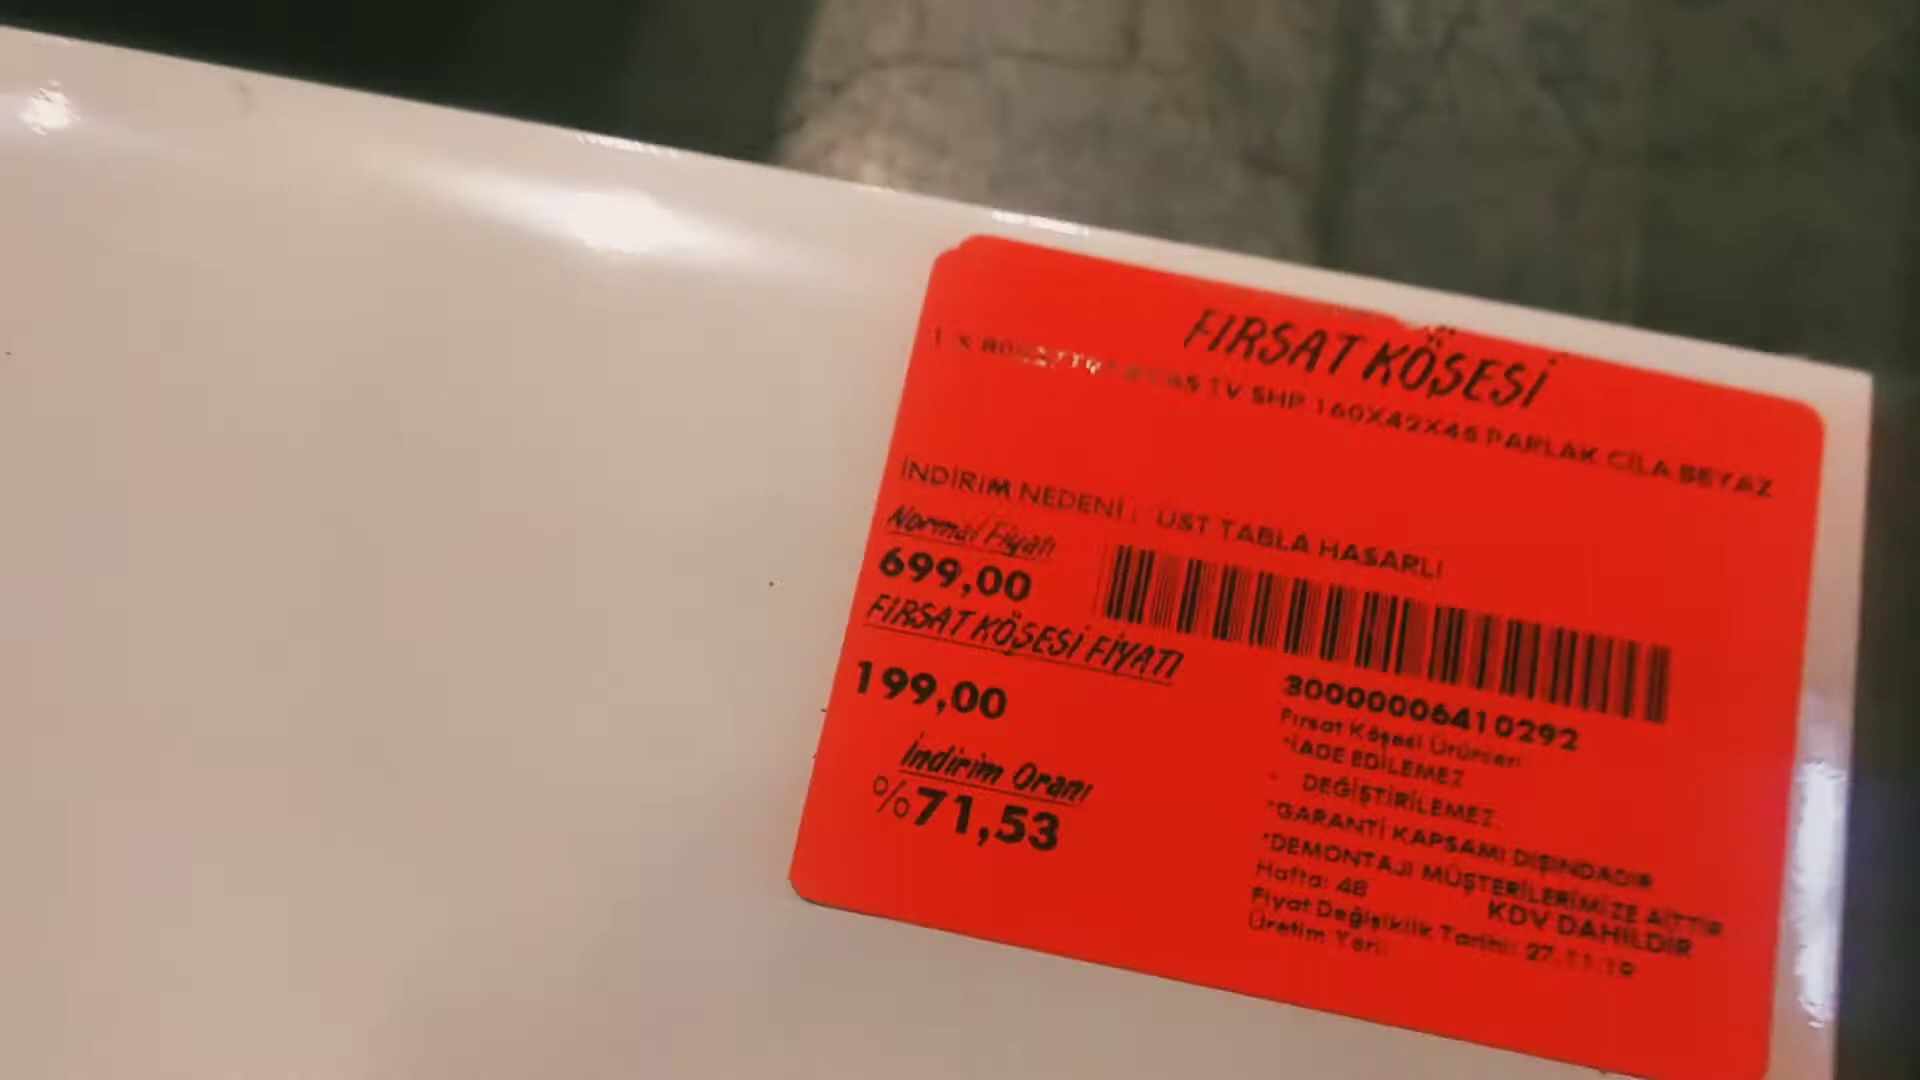 FIRSAT KÖŞESİ
1 X TV SHP 160X42X45 PARLAK CİLA BEYAZ
İNDİRİM NEDENİ : ÜST TABLA HASARLI
Normal Fiyatı
699,00
FIRSAT KÖŞESİ FİYATI
199,00
İndirim Oranı
%71,53
30000006410292
Fırsat Köşesi Ürünleri
*İADE EDİLEMEZ
DEĞİŞTİRİLEMEZ
*GARANTİ KAPSAMI DIŞINDADIR
*DEMONTAJI MÜŞTERİLERİMİZE AİTTİR
Hafta: 48
KDV DAHİLDİR
Fiyat Değişiklik Tarihi: 27.11.19
Üretim Yeri: